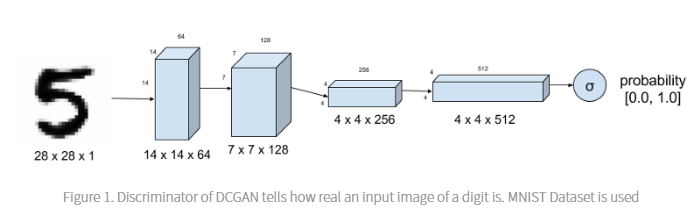 5
28 x 28 x 1
14
14
64
14 x 14 x 64
7
7
128
7 x 7 x 128
4
4
256
4 x 4 x 256
4
4
512
4 x 4 x 512
σ
probability
[0.0, 1.0]
Figure 1. Discriminator of DCGAN tells how real an input image of a digit is. MNIST Dataset is used